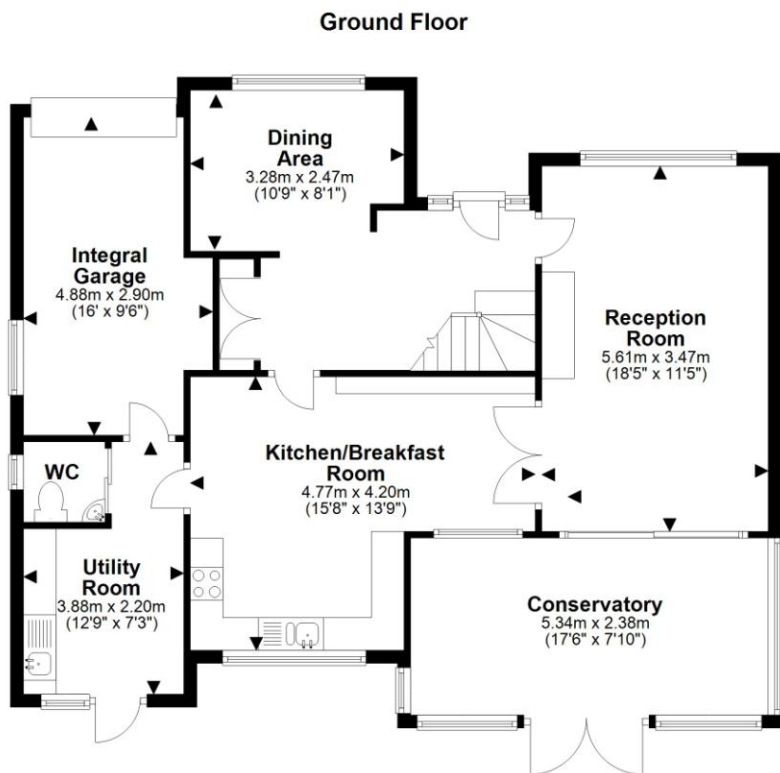 Ground Floor
Dining
Area
3.28m x 2.47m
(10'9" x 8'1")
Integral
Garage
4.88m x 2.90m
(16' x 9'6")
Reception
Room
5.61m x 3.47m
(18'5" x 11'5")
WC
Kitchen/Breakfast
Room
4.77m x 4.20m
(15'8" x 13'9")
Utility
Room
3.88m x 2.20m
(12'9" x 7'3")
Conservatory
5.34m x 2.38m
(17'6" x 7'10")